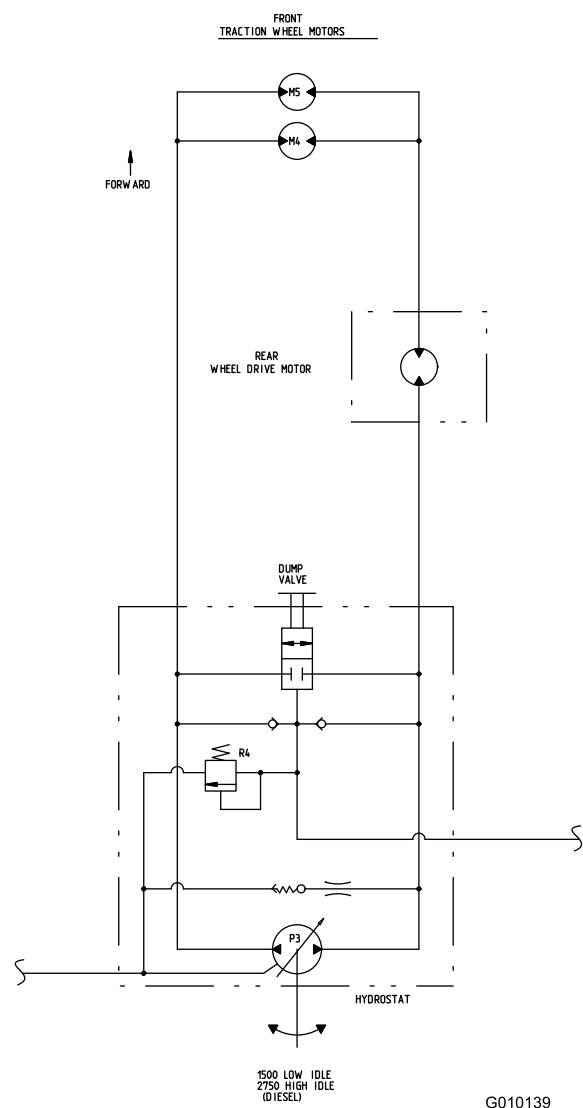 FRONT
TRACTION WHEEL MOTORS
M5
M4
FORWARD
REAR
WHEEL DRIVE MOTOR
DUMP
VALVE
R4
P3
HYDROSTAT
1500 LOW IDLE
2750 HIGH IDLE
(DIESEL)
G010139